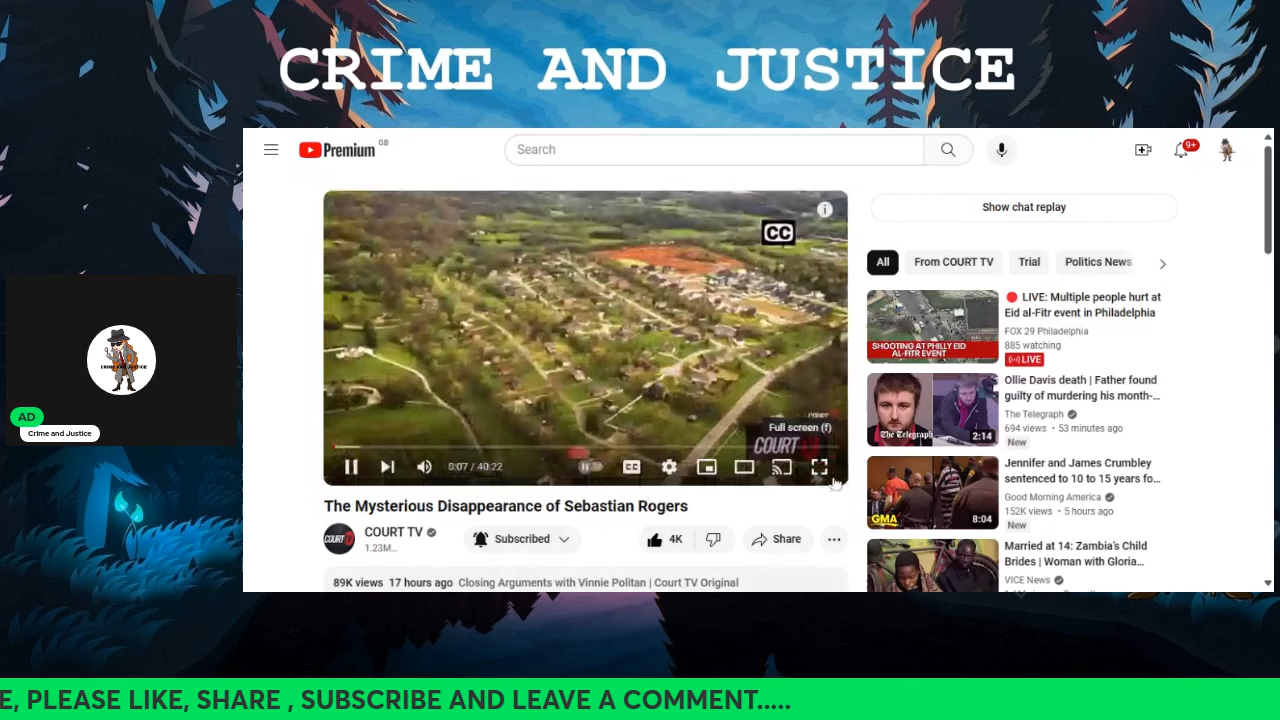 CRIME AND JUSTICE
Premium GB
Search
9+
CC
Full screen (f)
COURT
0:07 / 40:22
CC
The Mysterious Disappearance of Sebastian Rogers
COURT TV
1.23M...
Subscribed
4K
Share
89K views 17 hours ago Closing Arguments with Vinnie Politan | Court TV Original
Show chat replay
All
From COURT TV
Trial
Politics News
SHOOTING AT PHILLY EID
AL-FITR EVENT
LIVE: Multiple people hurt at
Eid al-Fitr event in Philadelphia
FOX 29 Philadelphia
885 watching
LIVE
The Telegraph
2:14
Ollie Davis death | Father found
guilty of murdering his month-...
The Telegraph
694 views • 53 minutes ago
New
GMA
8:04
Jennifer and James Crumbley
sentenced to 10 to 15 years fo...
Good Morning America
152K views • 5 hours ago
New
Married at 14: Zambia's Child
Brides | Woman with Gloria...
VICE News
CRIME AND JUSTICE
AD
Crime and Justice
E, PLEASE LIKE, SHARE , SUBSCRIBE AND LEAVE A COMMENT.....